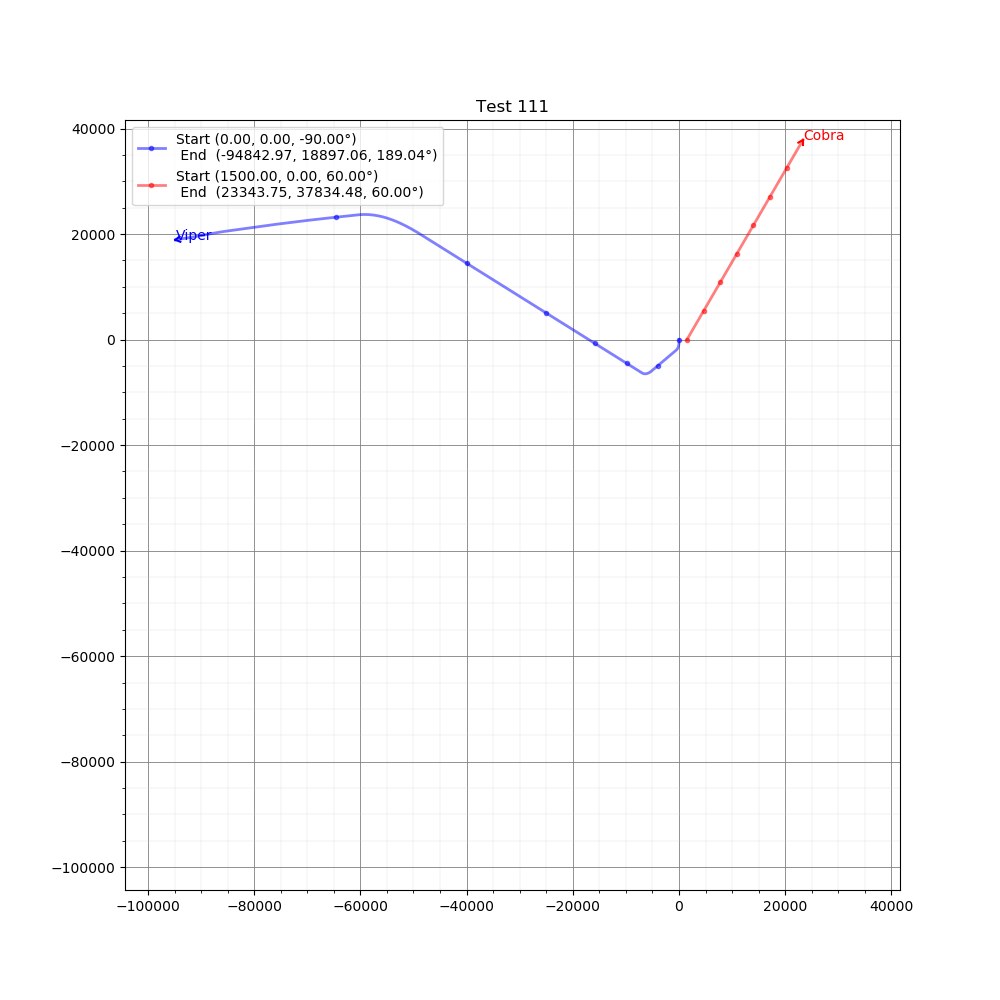 Test 111
Start (0.00, 0.00, -90.00°)
End  (-94842.97, 18897.06, 189.04°)
Start (1500.00, 0.00, 60.00°)
End  (23343.75, 37834.48, 60.00°)
Cobra
Viper
40000
20000
0
−20000
−40000
−60000
−80000
−100000
−100000 −80000 −60000 −40000 −20000 0 20000 40000